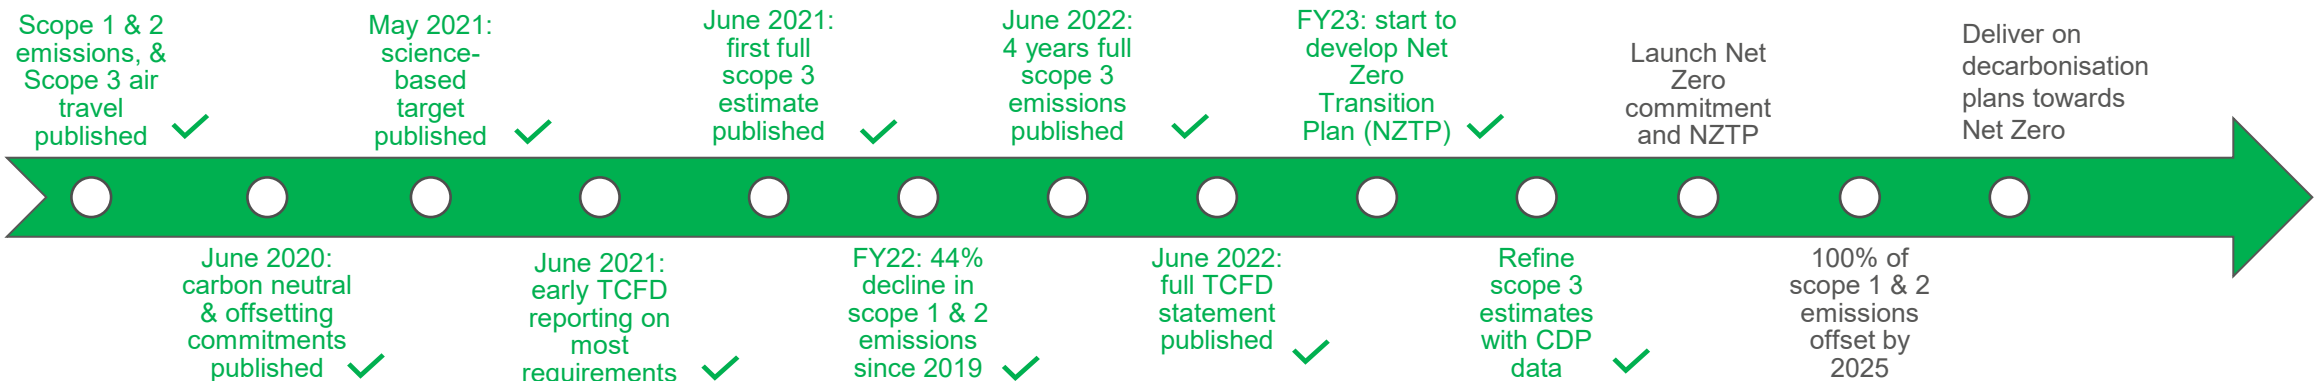 Scope 1 & 2
emissions, &
Scope 3 air
travel
published
June 2020:
carbon neutral
& offsetting
commitments
published
May 2021:
science-
based
target
published
June 2021:
early TCFD
reporting on
most
requirements
June 2021:
first full
scope 3
estimate
published
FY22: 44%
decline in
scope 1 & 2
emissions
since 2019
June 2022:
4 years full
scope 3
emissions
published
June 2022:
full TCFD
statement
published
FY23: start to
develop Net
Zero
Transition
Plan (NZTP)
Refine
scope 3
estimates
with CDP
data
Launch Net
Zero
commitment
and NZTP
100% of
scope 1 & 2
emissions
offset by
2025
Deliver on
decarbonisation
plans towards
Net Zero